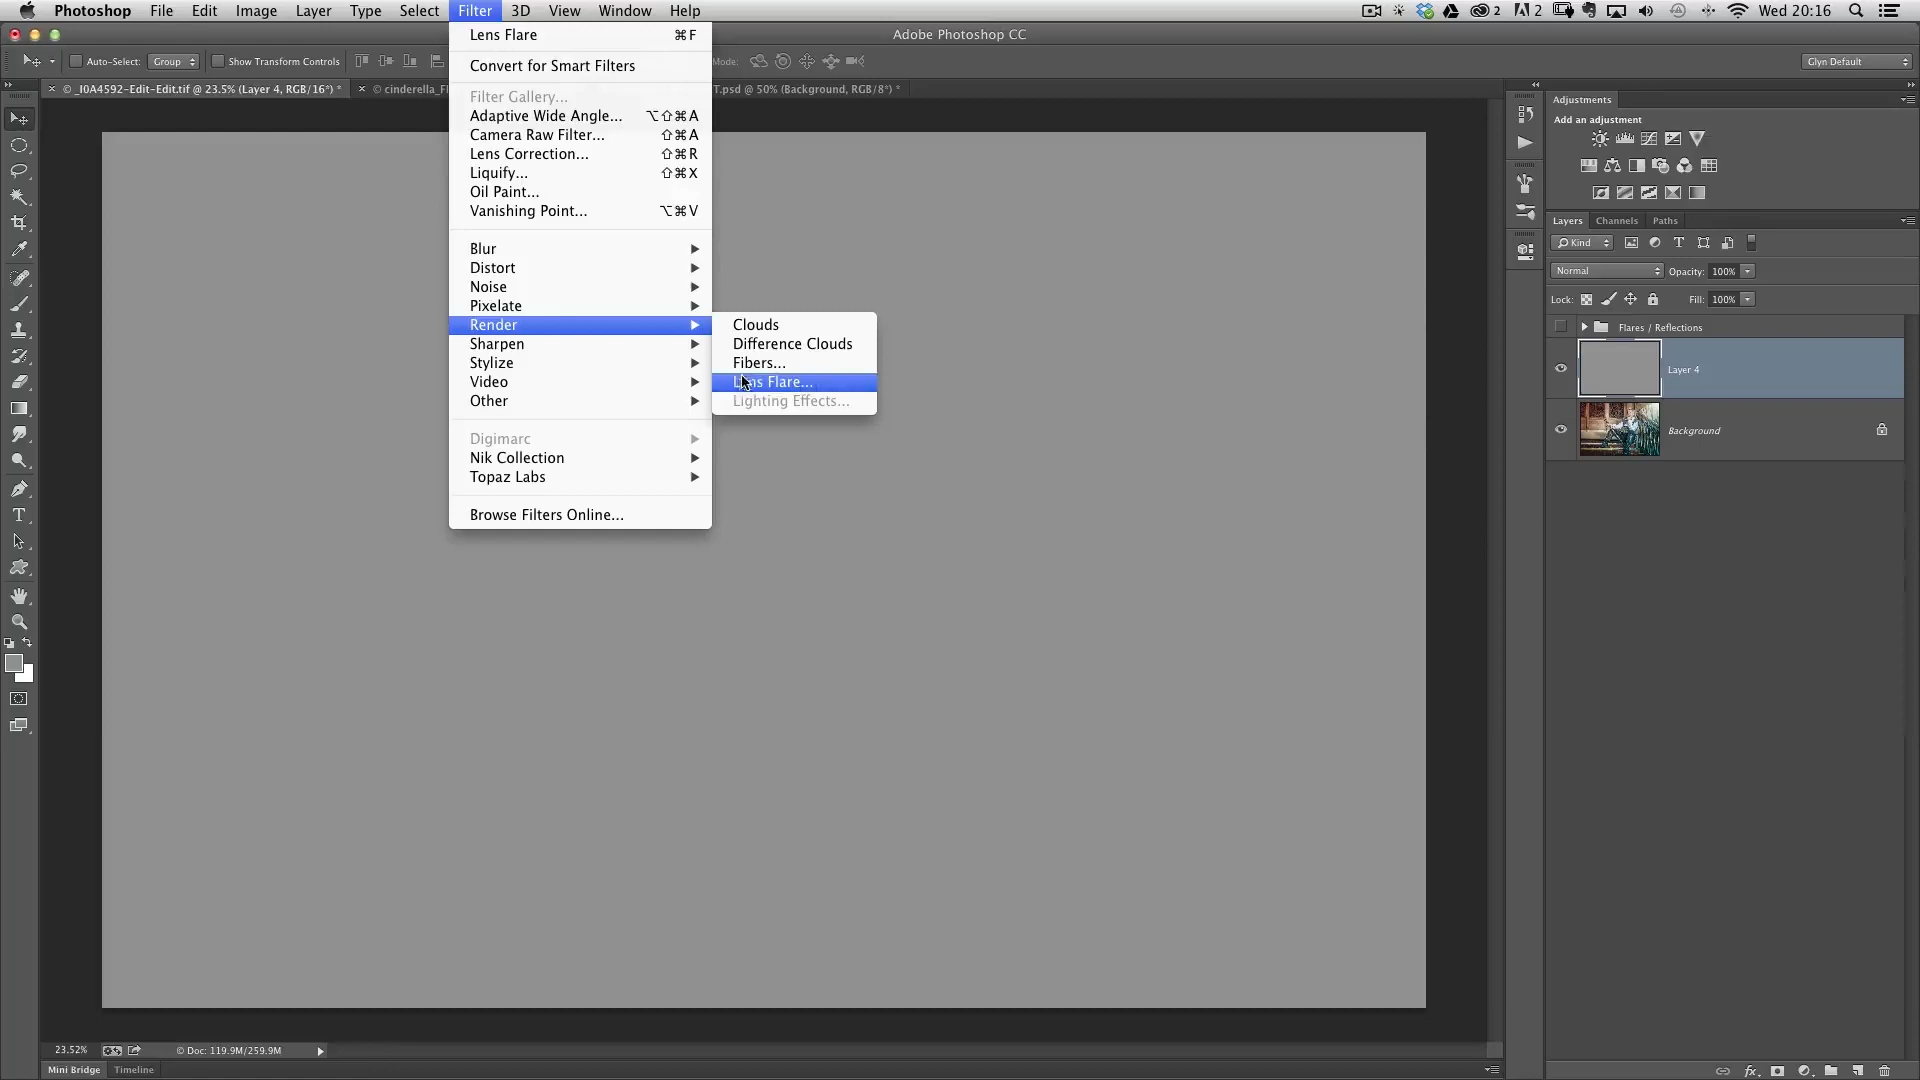 Photoshop File Edit Image Layer Type Select Filter 3D View Window Help 2 2 Wed 20:16
Adobe Photoshop CC
Auto-Select: Group Show Transform Controls Mode: Glyn Default
© _I0A4592-Edit-Edit.tif @ 23.5% (Layer 4, RGB/16*) * © cinderella_Fl T.psd @ 50% (Background, RGB/8*) *
Lens Flare ⌘F
Convert for Smart Filters
Filter Gallery...
Adaptive Wide Angle... ⌥⇧⌘A
Camera Raw Filter... ⇧⌘A
Lens Correction... ⇧⌘R
Liquify... ⇧⌘X
Oil Paint...
Vanishing Point... ⌥⌘V
Blur
Distort
Noise
Pixelate
Render
Sharpen
Stylize
Video
Other
Digimarc
Nik Collection
Topaz Labs
Browse Filters Online...
Clouds
Difference Clouds
Fibers...
Lens Flare...
Lighting Effects...
Adjustments
Add an adjustment
Layers Channels Paths
Kind
Normal Opacity: 100%
Lock: Fill: 100%
Flares / Reflections
Layer 4
Background
23.52% © Doc: 119.9M/259.9M
Mini Bridge Timeline